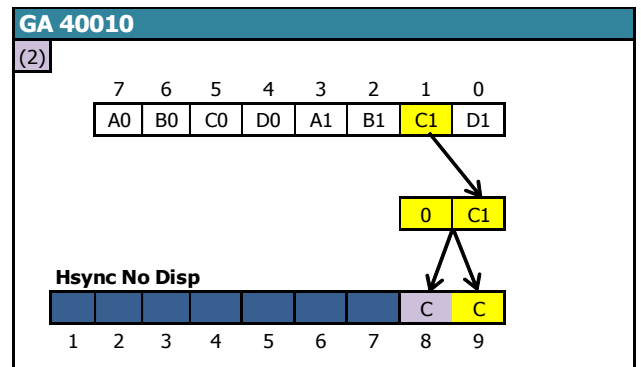 GA 40010
(2)
7 6 5 4 3 2 1 0
A0 B0 C0 D0 A1 B1 C1 D1
0 C1
Hsync No Disp
C C
1 2 3 4 5 6 7 8 9